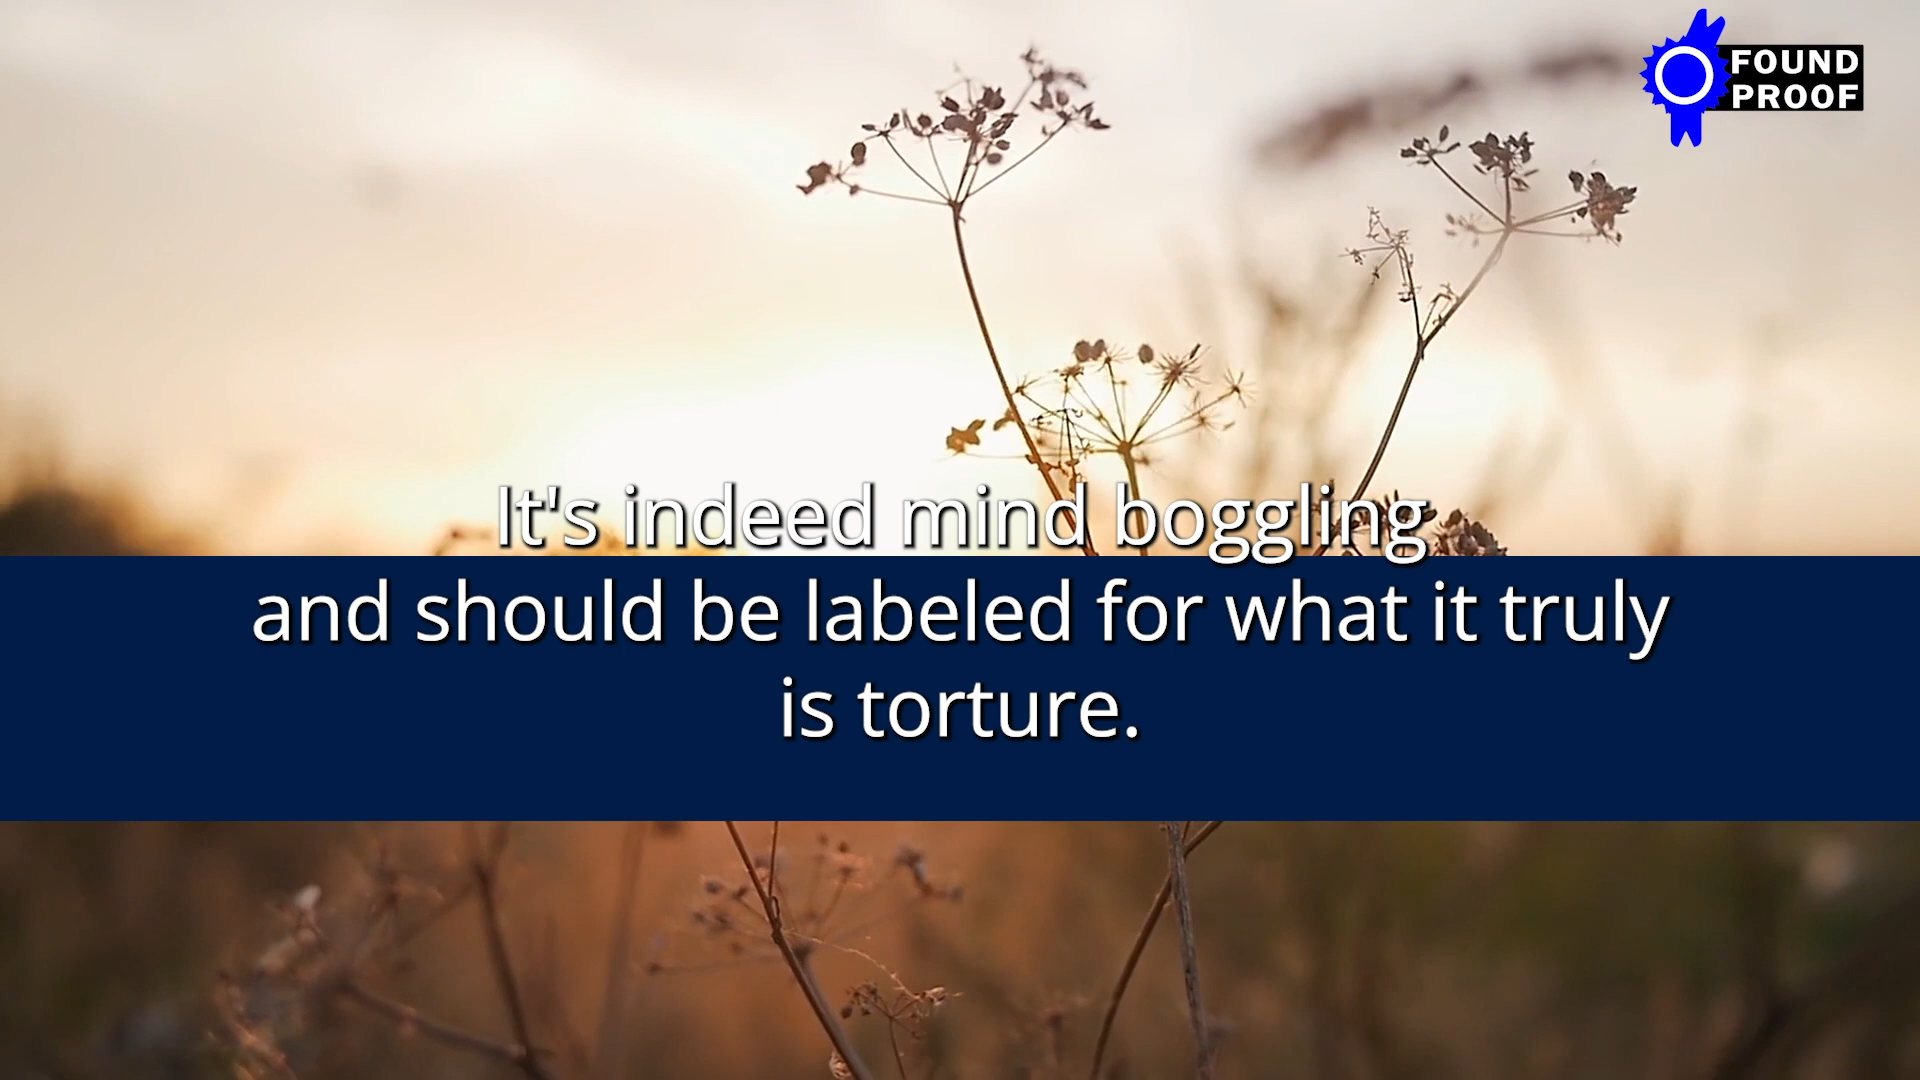 FOUND
PROOF
It's indeed mind boggling
and should be labeled for what it truly
is torture.